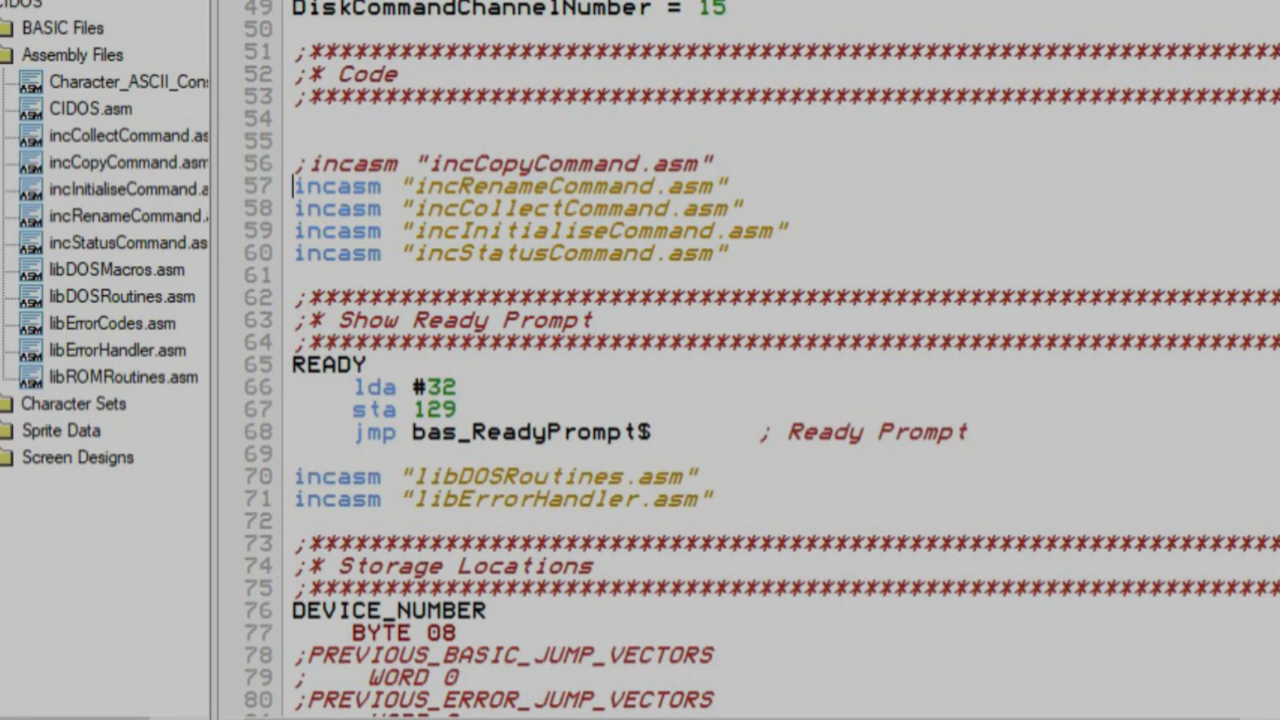 CIDOS
BASIC Files
Assembly Files
Character_ASCII_Con
CIDOS.asm
incCollectCommand.as
incCopyCommand.asm
incInitialiseCommand.a
incRenameCommand.
incStatusCommand.as
libDOSMacros.asm
libDOSRoutines.asm
libErrorCodes.asm
libErrorHandler.asm
libROMRoutines.asm
Character Sets
Sprite Data
Screen Designs
49 DiskCommandChannelNumber = 15
50
51 ;*******************************************************************
52 ;* Code
53 ;*******************************************************************
54
55
56 ;incasm "incCopyCommand.asm"
57 incasm "incRenameCommand.asm"
58 incasm "incCollectCommand.asm"
59 incasm "incInitialiseCommand.asm"
60 incasm "incStatusCommand.asm"
61
62 ;*******************************************************************
63 ;* Show Ready Prompt
64 ;*******************************************************************
65 READY
66 lda #32
67 sta 129
68 jmp bas_ReadyPrompt$ ; Ready Prompt
69
70 incasm "libDOSRoutines.asm"
71 incasm "libErrorHandler.asm"
72
73 ;*******************************************************************
74 ;* Storage Locations
75 ;*******************************************************************
76 DEVICE_NUMBER
77 BYTE 08
78 ;PREVIOUS_BASIC_JUMP_VECTORS
79 ; WORD 0
80 ;PREVIOUS_ERROR_JUMP_VECTORS